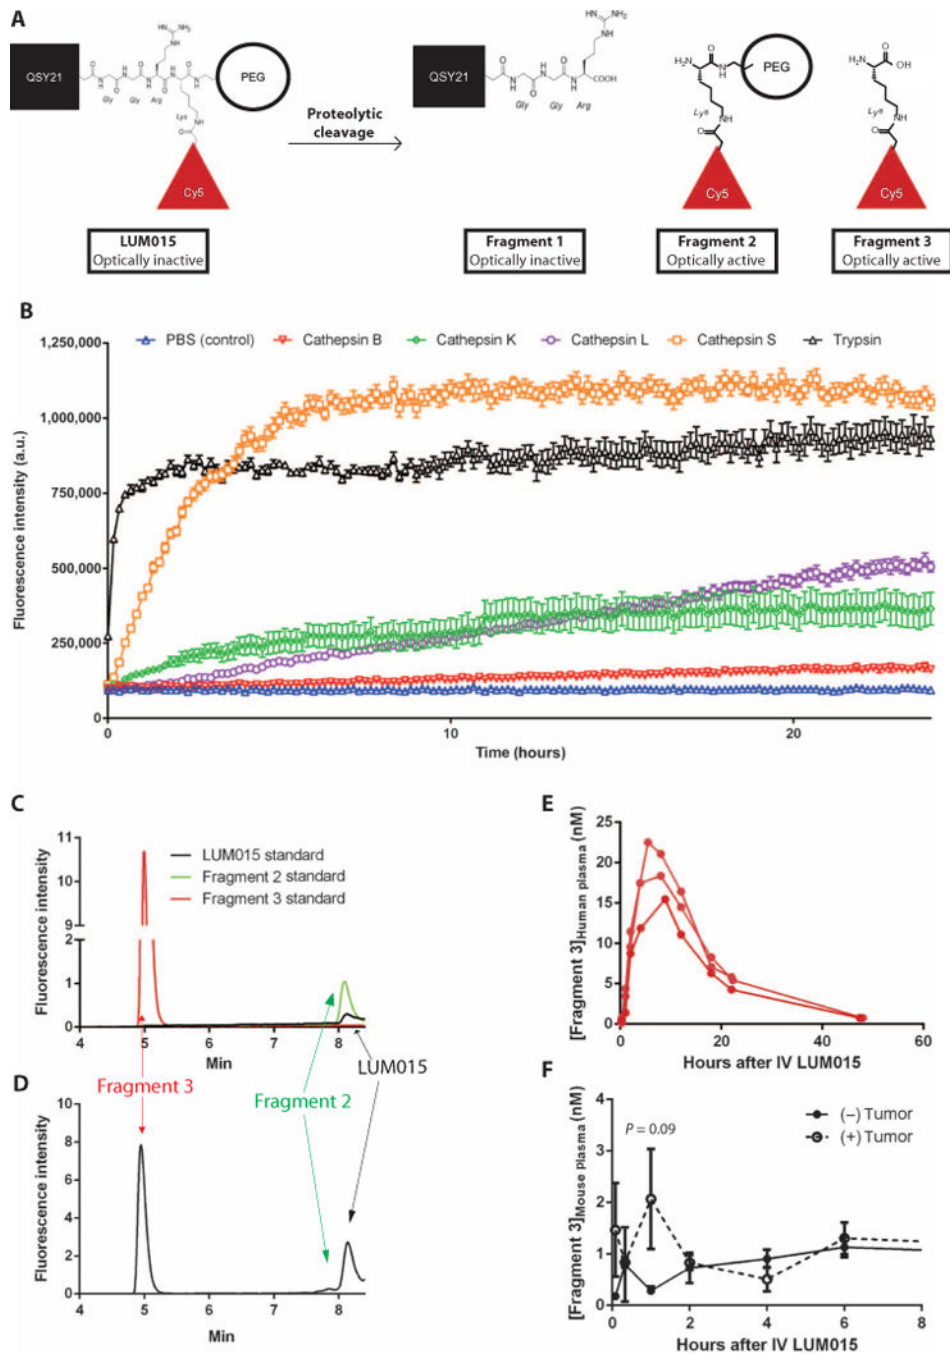 A
QSY21
Gly Gly Arg
Lys
PEG
Cy5
LUM015
Optically inactive
Proteolytic
cleavage
QSY21
Gly Gly Arg
COOH
Fragment 1
Optically inactive
H₂N
Lys
PEG
Cy5
Fragment 2
Optically active
H₂N
OH
Lys
Cy5
Fragment 3
Optically active
B
PBS (control) Cathepsin B Cathepsin K Cathepsin L Cathepsin S Trypsin
Fluorescence intensity (a.u.)
1,250,000
1,000,000
750,000
500,000
250,000
0
0 10 20
Time (hours)
C
LUM015 standard
Fragment 2 standard
Fragment 3 standard
Fluorescence intensity
11
10
9
2
1
0
4 5 6 7 8
Min
Fragment 3
Fragment 2
LUM015
D
Fluorescence intensity
10
8
6
4
2
0
4 5 6 7 8
Min
E
[Fragment 3]Human plasma (nM)
25
20
15
10
5
0
0 20 40 60
Hours after IV LUM015
F
[Fragment 3]Mouse Plasma (nM)
4
3
2
1
0
P = 0.09
(−) Tumor
(+) Tumor
0 2 4 6 8
Hours after IV LUM015